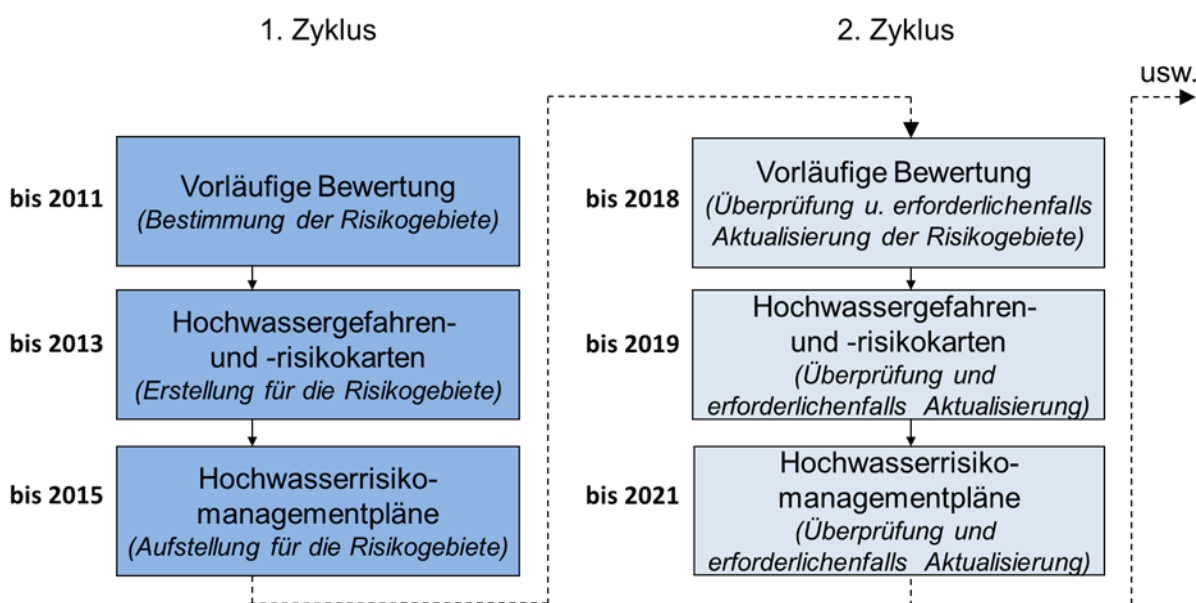 1. Zyklus
2. Zyklus
usw.
bis 2011
Vorläufige Bewertung
(Bestimmung der Risikogebiete)
bis 2013
Hochwassergefahren-
und -risikokarten
(Erstellung für die Risikogebiete)
bis 2015
Hochwasserrisiko-
managementpläne
(Aufstellung für die Risikogebiete)
bis 2018
Vorläufige Bewertung
(Überprüfung u. erforderlichenfalls
Aktualisierung der Risikogebiete)
bis 2019
Hochwassergefahren-
und -risikokarten
(Überprüfung und
erforderlichenfalls Aktualisierung)
bis 2021
Hochwasserrisiko-
managementpläne
(Überprüfung und
erforderlichenfalls Aktualisierung)